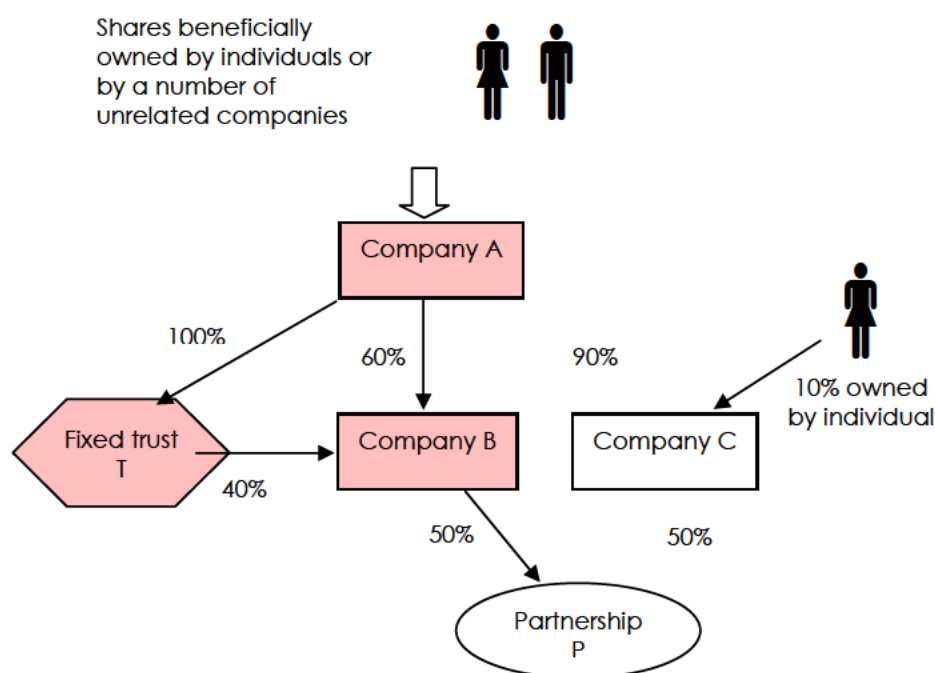 Shares beneficially
owned by individuals or
by a number of
unrelated companies
Company A
100%
60%
90%
10% owned
by individual
Fixed trust
T
Company B
Company C
40%
50%
50%
Partnership
P